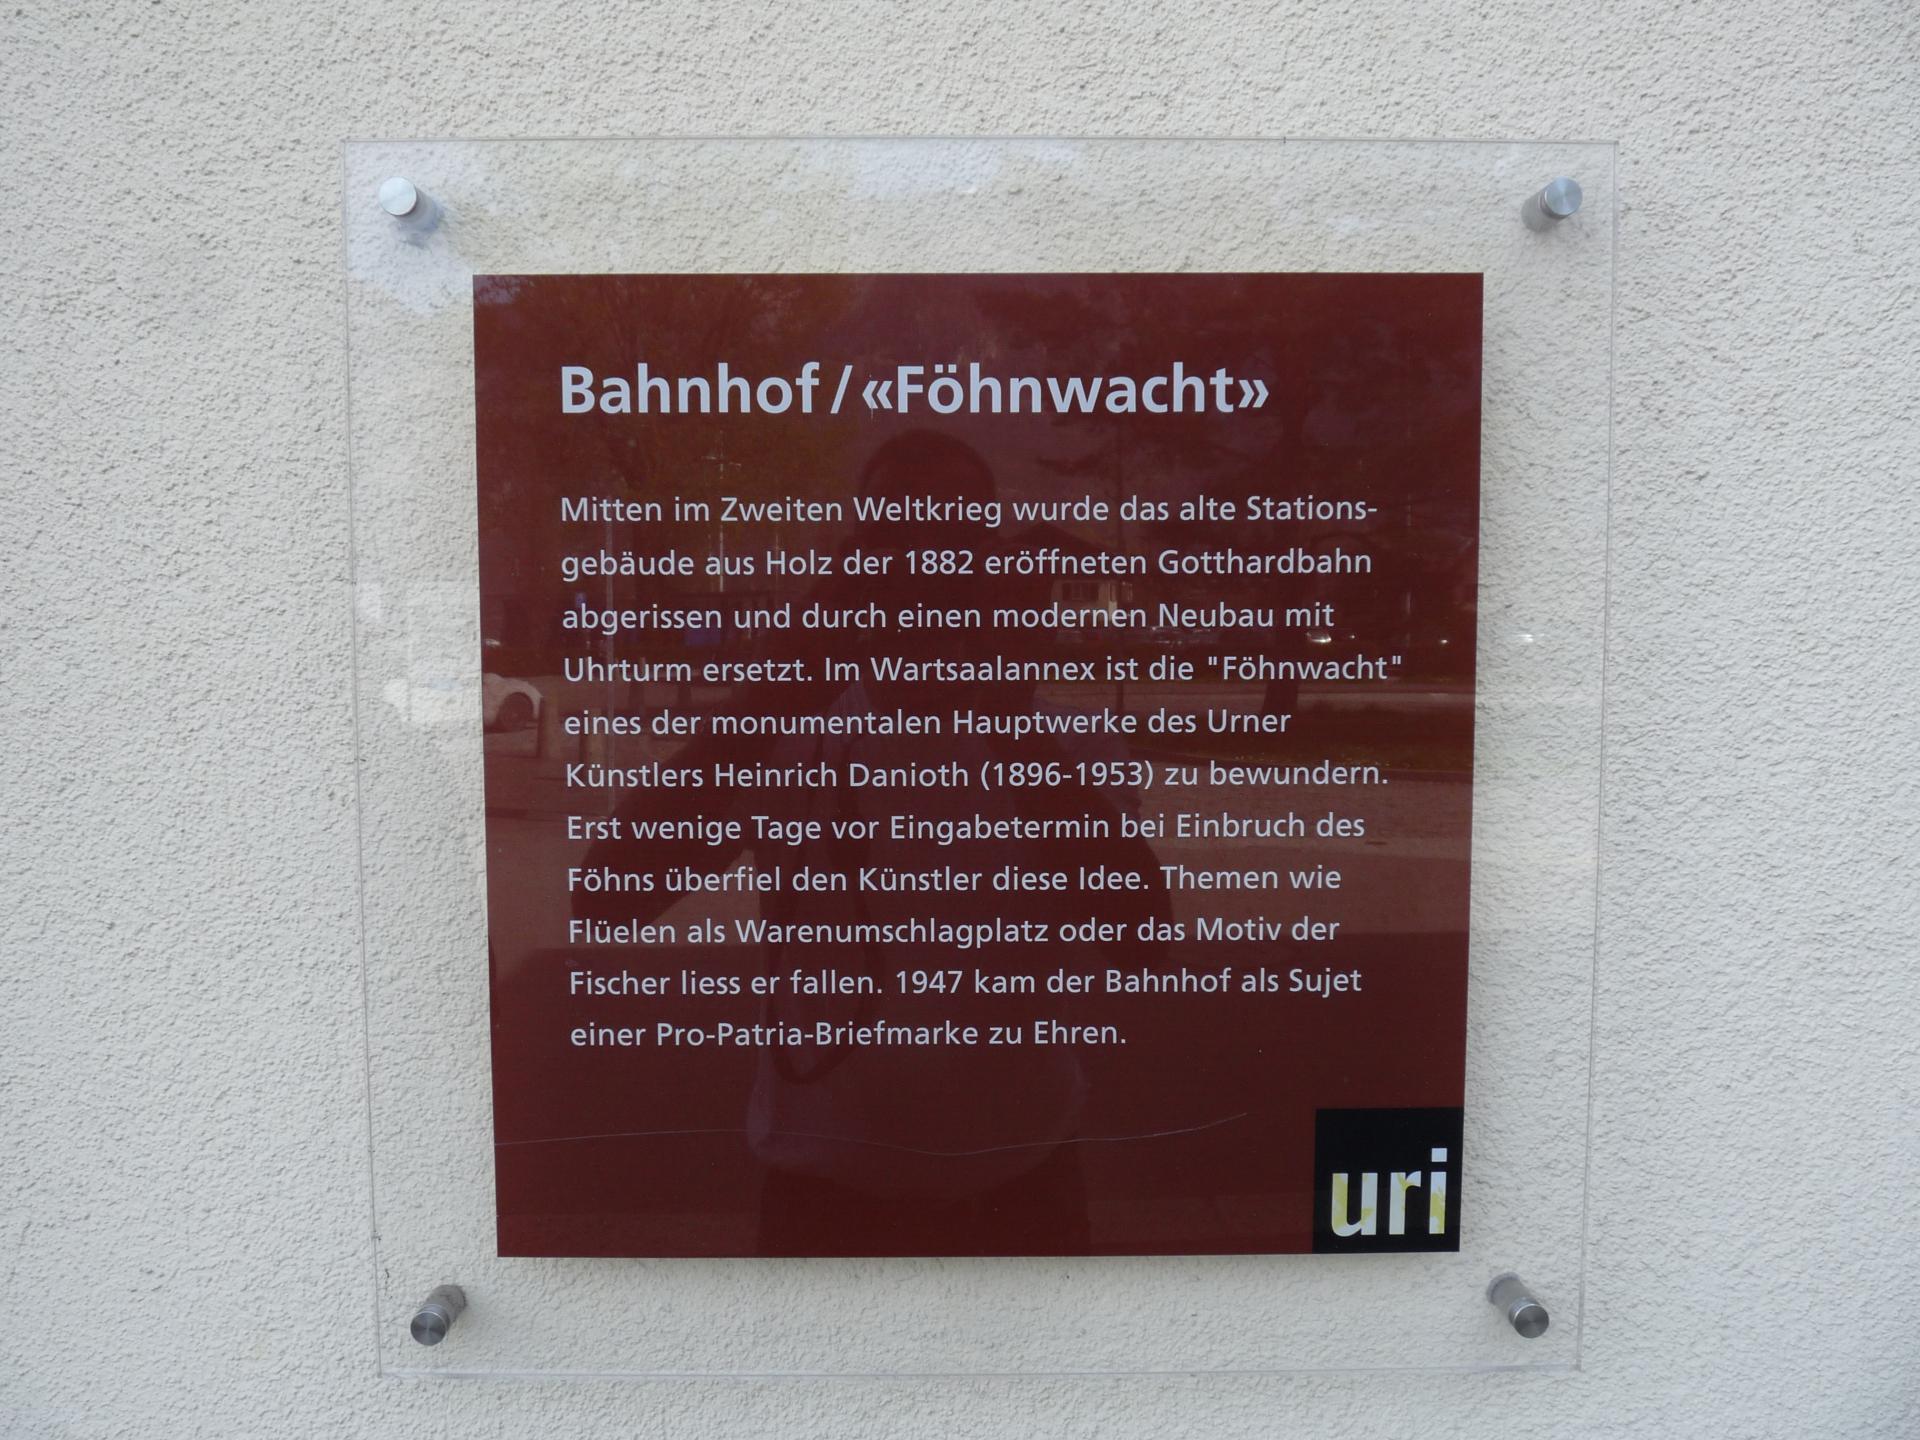 Bahnhof / «Föhnwacht»
Mitten im Zweiten Weltkrieg wurde das alte Stations-
gebäude aus Holz der 1882 eröffneten Gotthardbahn
abgerissen und durch einen modernen Neubau mit
Uhrturm ersetzt. Im Wartsaalannex ist die "Föhnwacht"
eines der monumentalen Hauptwerke des Urner
Künstlers Heinrich Danioth (1896-1953) zu bewundern.
Erst wenige Tage vor Eingabetermin bei Einbruch des
Föhns überfiel den Künstler diese Idee. Themen wie
Flüelen als Warenumschlagplatz oder das Motiv der
Fischer liess er fallen. 1947 kam der Bahnhof als Sujet
einer Pro-Patria-Briefmarke zu Ehren.
uri